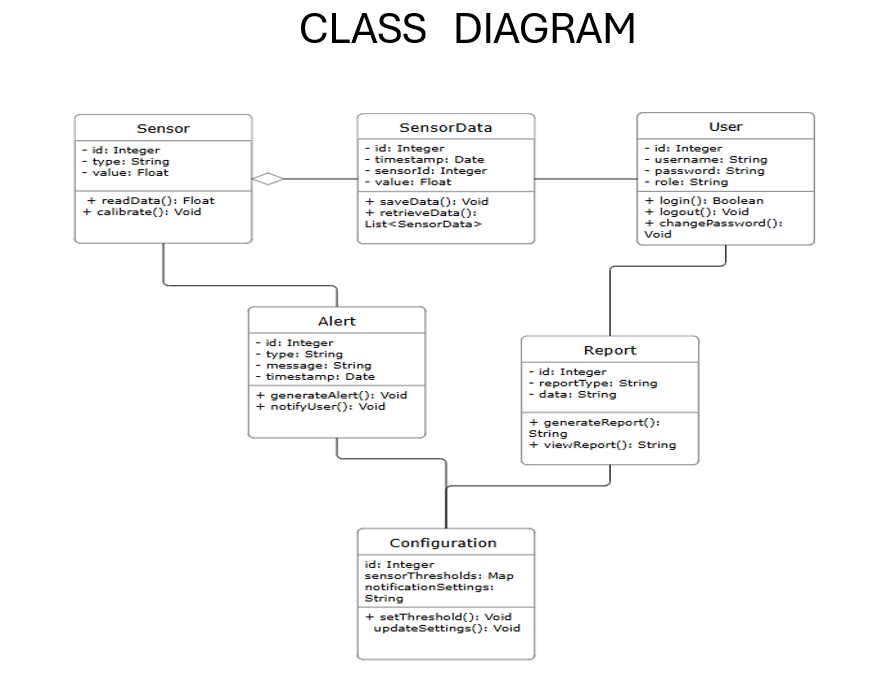 CLASS DIAGRAM
Sensor
- id: Integer
- type: String
- value: Float
+ readData(): Float
+ calibrate(): Void
SensorData
- id: Integer
- timestamp: Date
- sensorId: Integer
- value: Float
+ saveData(): Void
+ retrieveData():
List<SensorData>
User
- id: Integer
- username: String
- password: String
- role: String
+ login(): Boolean
+ logout(): Void
+ changePassword():
Void
Alert
- id: Integer
- type: String
- message: String
- timestamp: Date
+ generateAlert(): Void
+ notifyUser(): Void
Report
- id: Integer
- reportType: String
- data: String
+ generateReport():
String
+ viewReport(): String
Configuration
id: Integer
sensorThresholds: Map
notificationSettings:
String
+ setThreshold(): Void
updateSettings(): Void